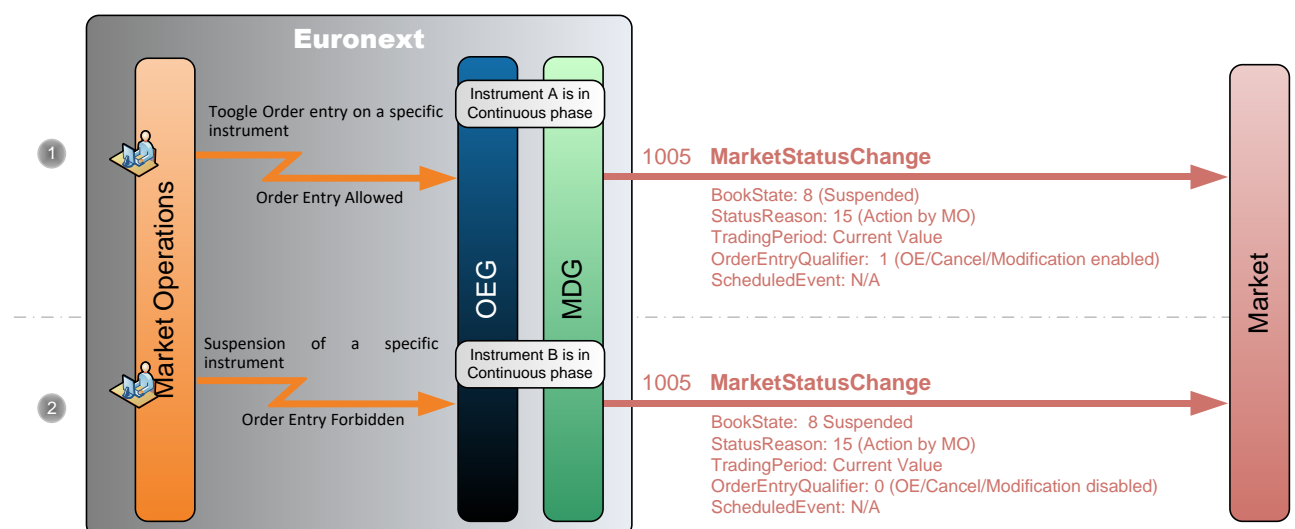 Euronext
Market Operations
OEG
MDG
Market
1
Toogle Order entry on a specific
instrument
Order Entry Allowed
Instrument A is in
Continuous phase
1005 MarketStatusChange
BookState: 8 (Suspended)
StatusReason: 15 (Action by MO)
TradingPeriod: Current Value
OrderEntryQualifier: 1 (OE/Cancel/Modification enabled)
ScheduledEvent: N/A
2
Suspension of a specific
instrument
Order Entry Forbidden
Instrument B is in
Continuous phase
1005 MarketStatusChange
BookState: 8 Suspended
StatusReason: 15 (Action by MO)
TradingPeriod: Current Value
OrderEntryQualifier: 0 (OE/Cancel/Modification disabled)
ScheduledEvent: N/A